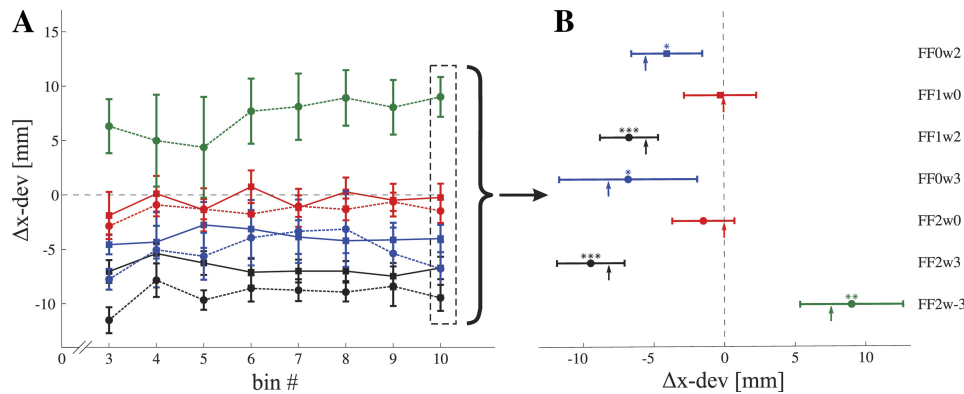 A
15
10
5
0
-5
-10
Δx-dev [mm]
0 3 4 5 6 7 8 9 10
bin #
B
* FF0w2
FF1w0
*** FF1w2
* FF0w3
FF2w0
*** FF2w3
** FF2w-3
-10 -5 0 5 10
Δx-dev [mm]